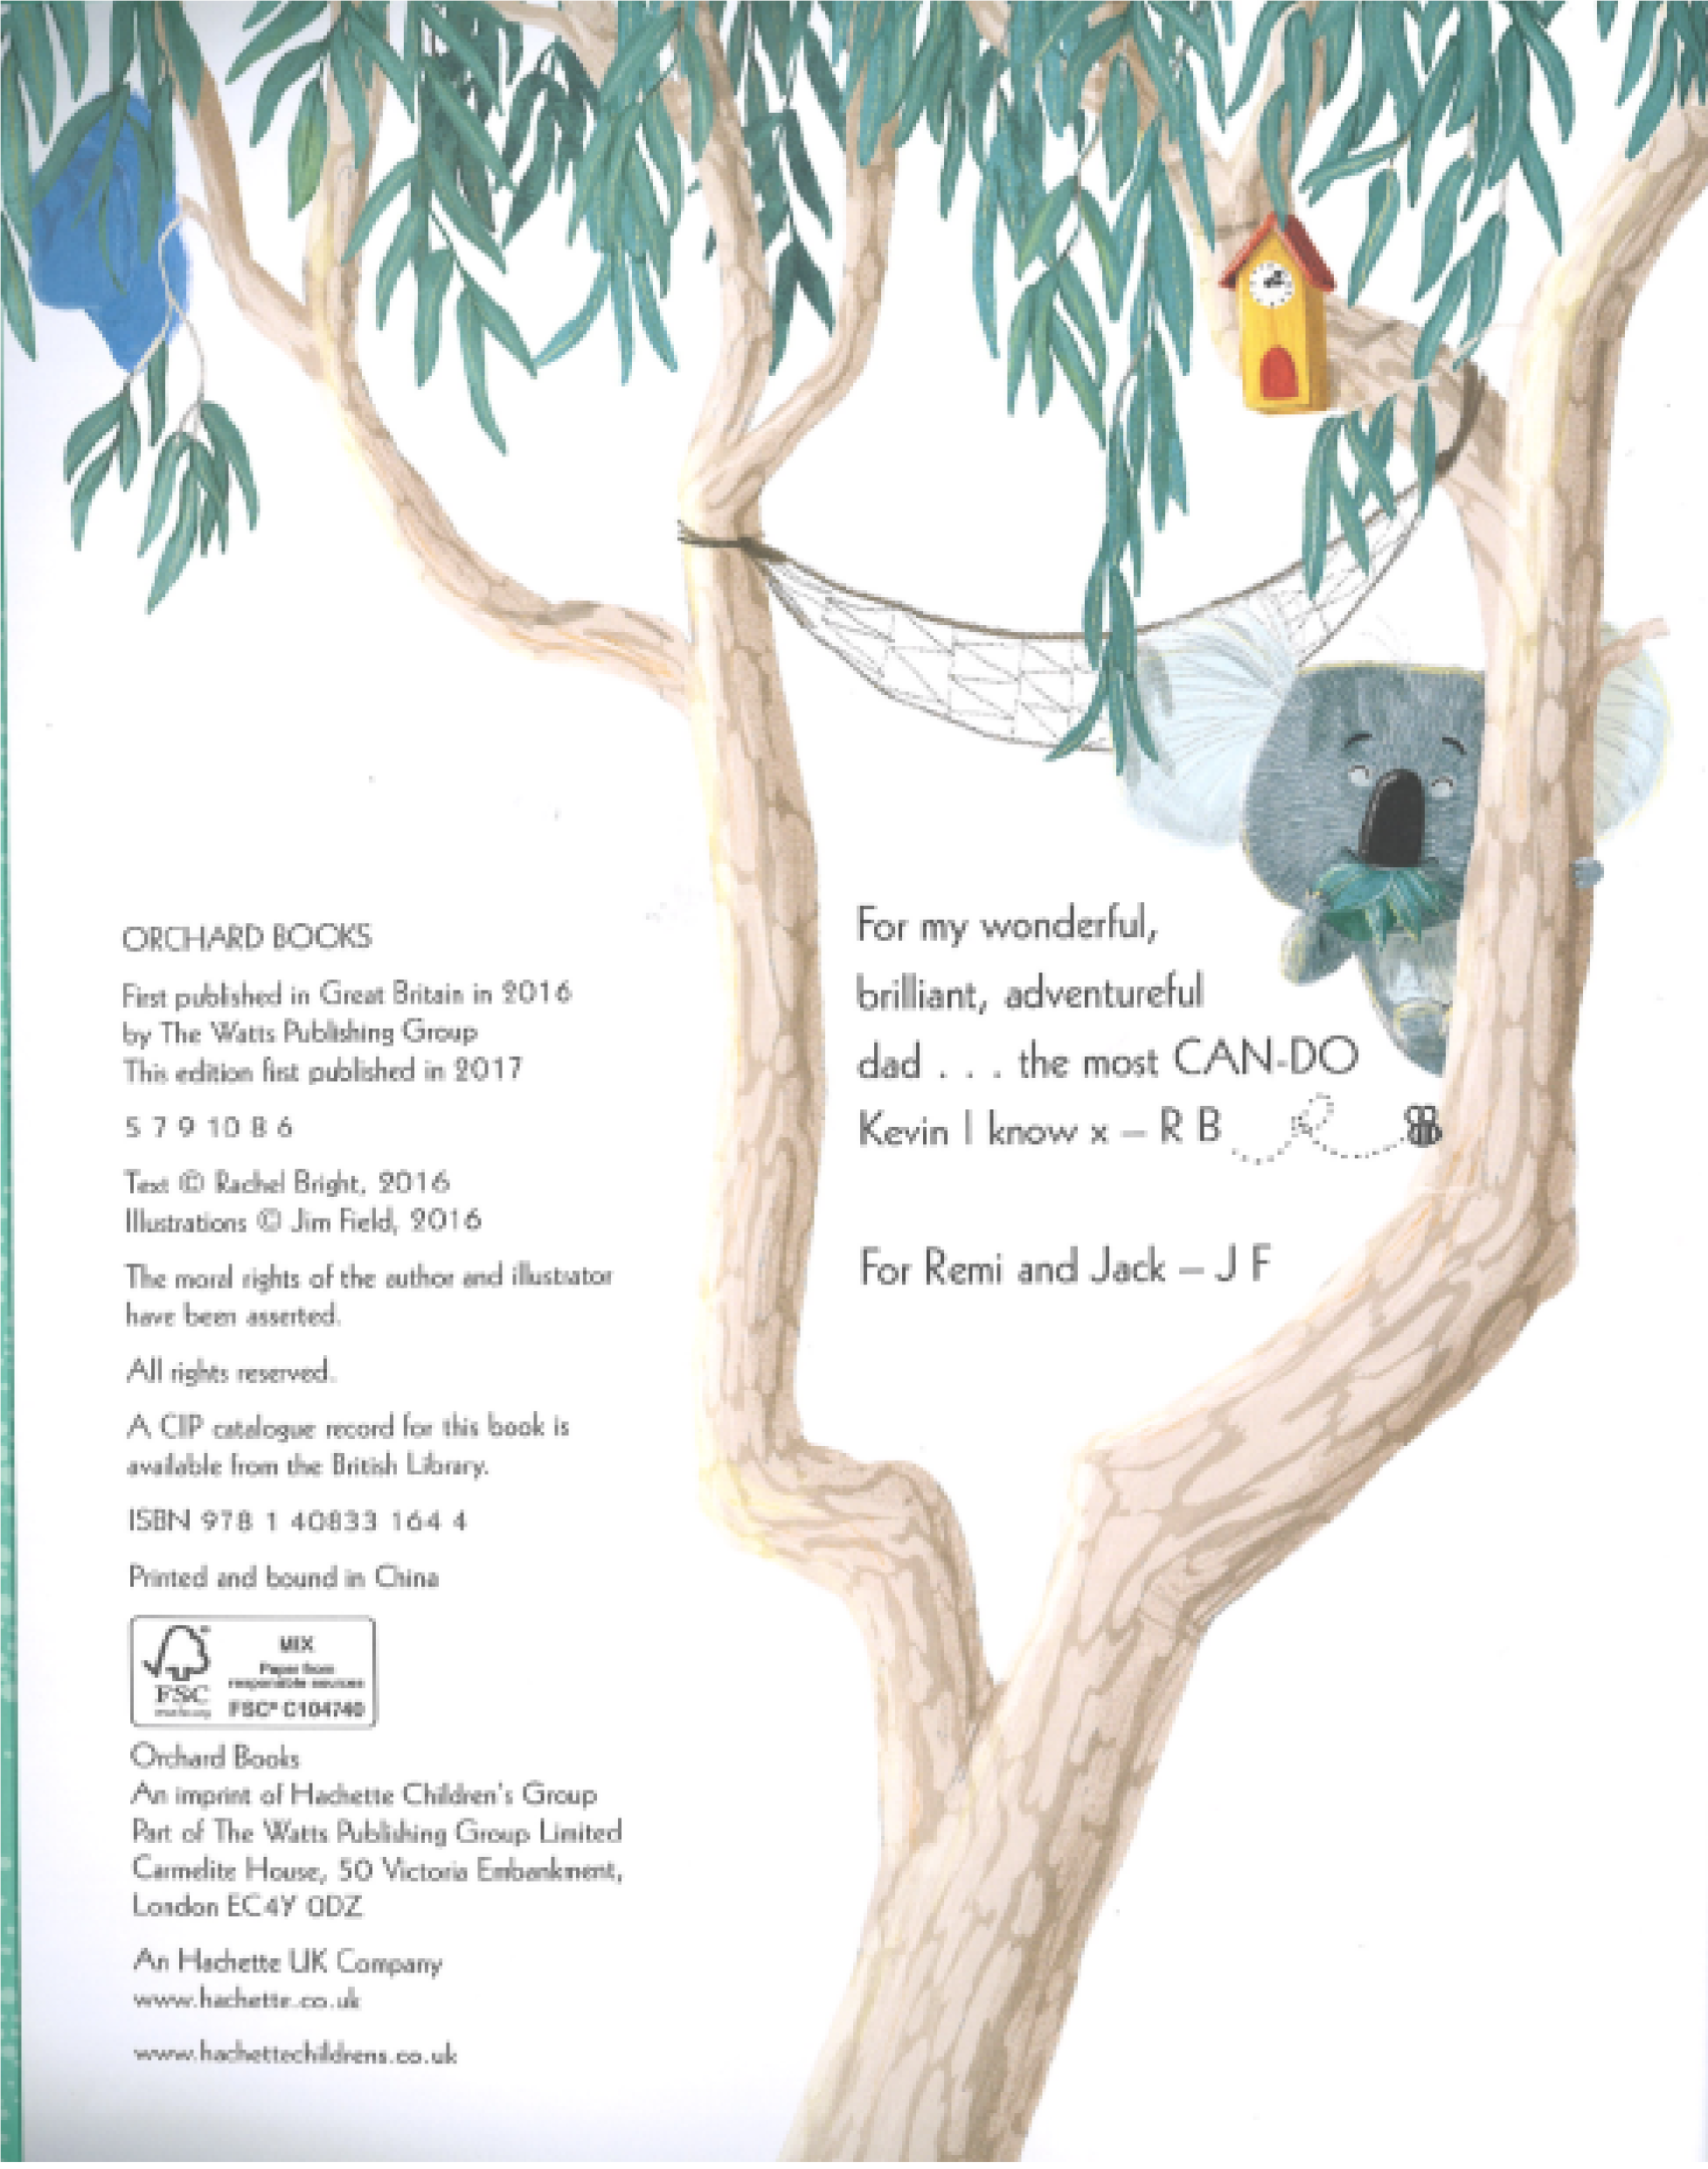 ORCHARD BOOKS
First published in Great Britain in 2016
by The Watts Publishing Group
This edition first published in 2017
5 7 9 10 8 6
Text © Rachel Bright, 2016
Illustrations © Jim Field, 2016
The moral rights of the author and illustrator
have been asserted.
All rights reserved.
A CIP catalogue record for this book is
available from the British Library.
ISBN 978 1 40833 164 4
Printed and bound in China
MIX
Paper from
responsible sources
FSC
FSC® C104740
Orchard Books
An imprint of Hachette Children's Group
Part of The Watts Publishing Group Limited
Carmelite House, 50 Victoria Embankment,
London EC4Y 0DZ
An Hachette UK Company
www.hachette.co.uk
www.hachettechildrens.co.uk
For my wonderful,
brilliant, adventureful
dad . . . the most CAN-DO
Kevin I know x – R B
For Remi and Jack – J F